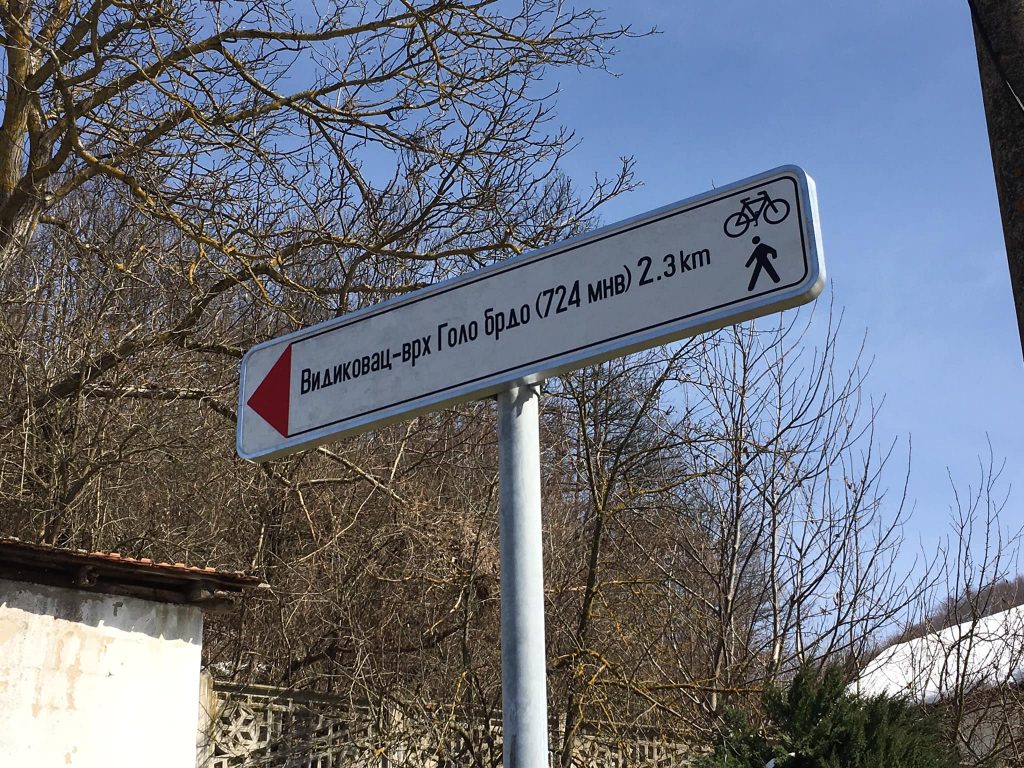 Видиковац-врх Голо брдо (724 мнв) 2.3 km